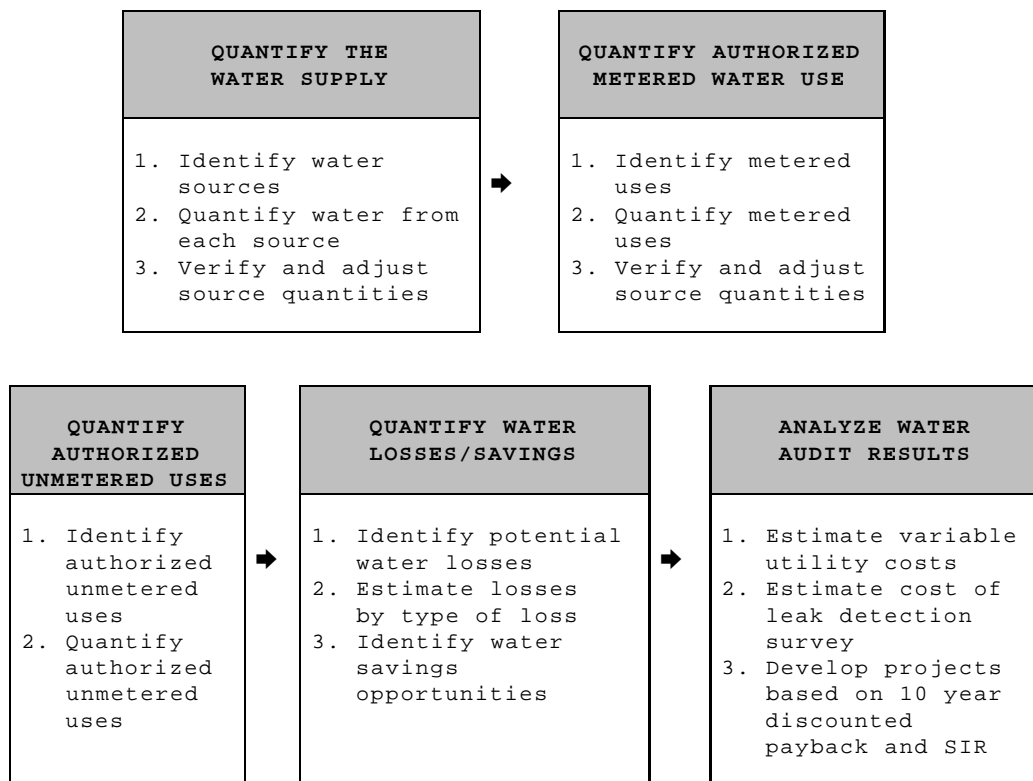 QUANTIFY THE
WATER SUPPLY
1. Identify water
sources
2. Quantify water from
each source
3. Verify and adjust
source quantities
QUANTIFY AUTHORIZED
METERED WATER USE
1. Identify metered
uses
2. Quantify metered
uses
3. Verify and adjust
source quantities
QUANTIFY
AUTHORIZED
UNMETERED USES
1. Identify
authorized
unmetered
uses
2. Quantify
authorized
unmetered
uses
QUANTIFY WATER
LOSSES/SAVINGS
1. Identify potential
water losses
2. Estimate losses
by type of loss
3. Identify water
savings
opportunities
ANALYZE WATER
AUDIT RESULTS
1. Estimate variable
utility costs
2. Estimate cost of
leak detection
survey
3. Develop projects
based on 10 year
discounted
payback and SIR